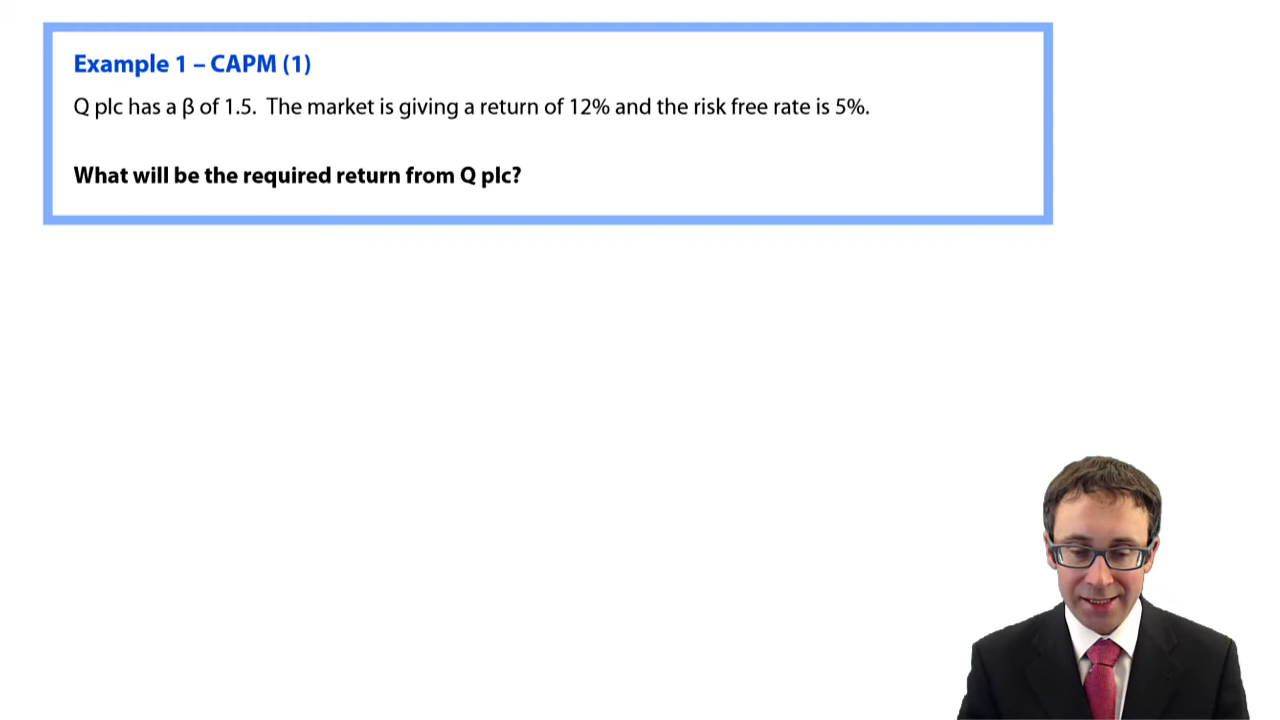 Example 1 – CAPM (1)
Q plc has a β of 1.5.  The market is giving a return of 12% and the risk free rate is 5%.
What will be the required return from Q plc?